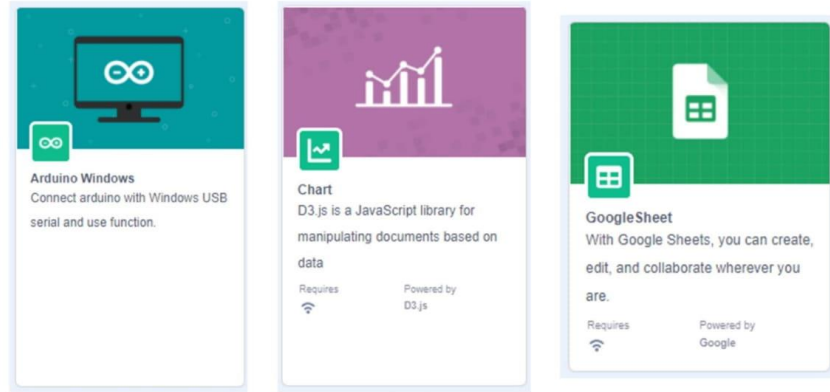 Arduino Windows
Connect arduino with Windows USB
serial and use function.
Chart
D3.js is a JavaScript library for
manipulating documents based on
data
Requires
Powered by
D3.js
GoogleSheet
With Google Sheets, you can create,
edit, and collaborate wherever you
are.
Requires
Powered by
Google